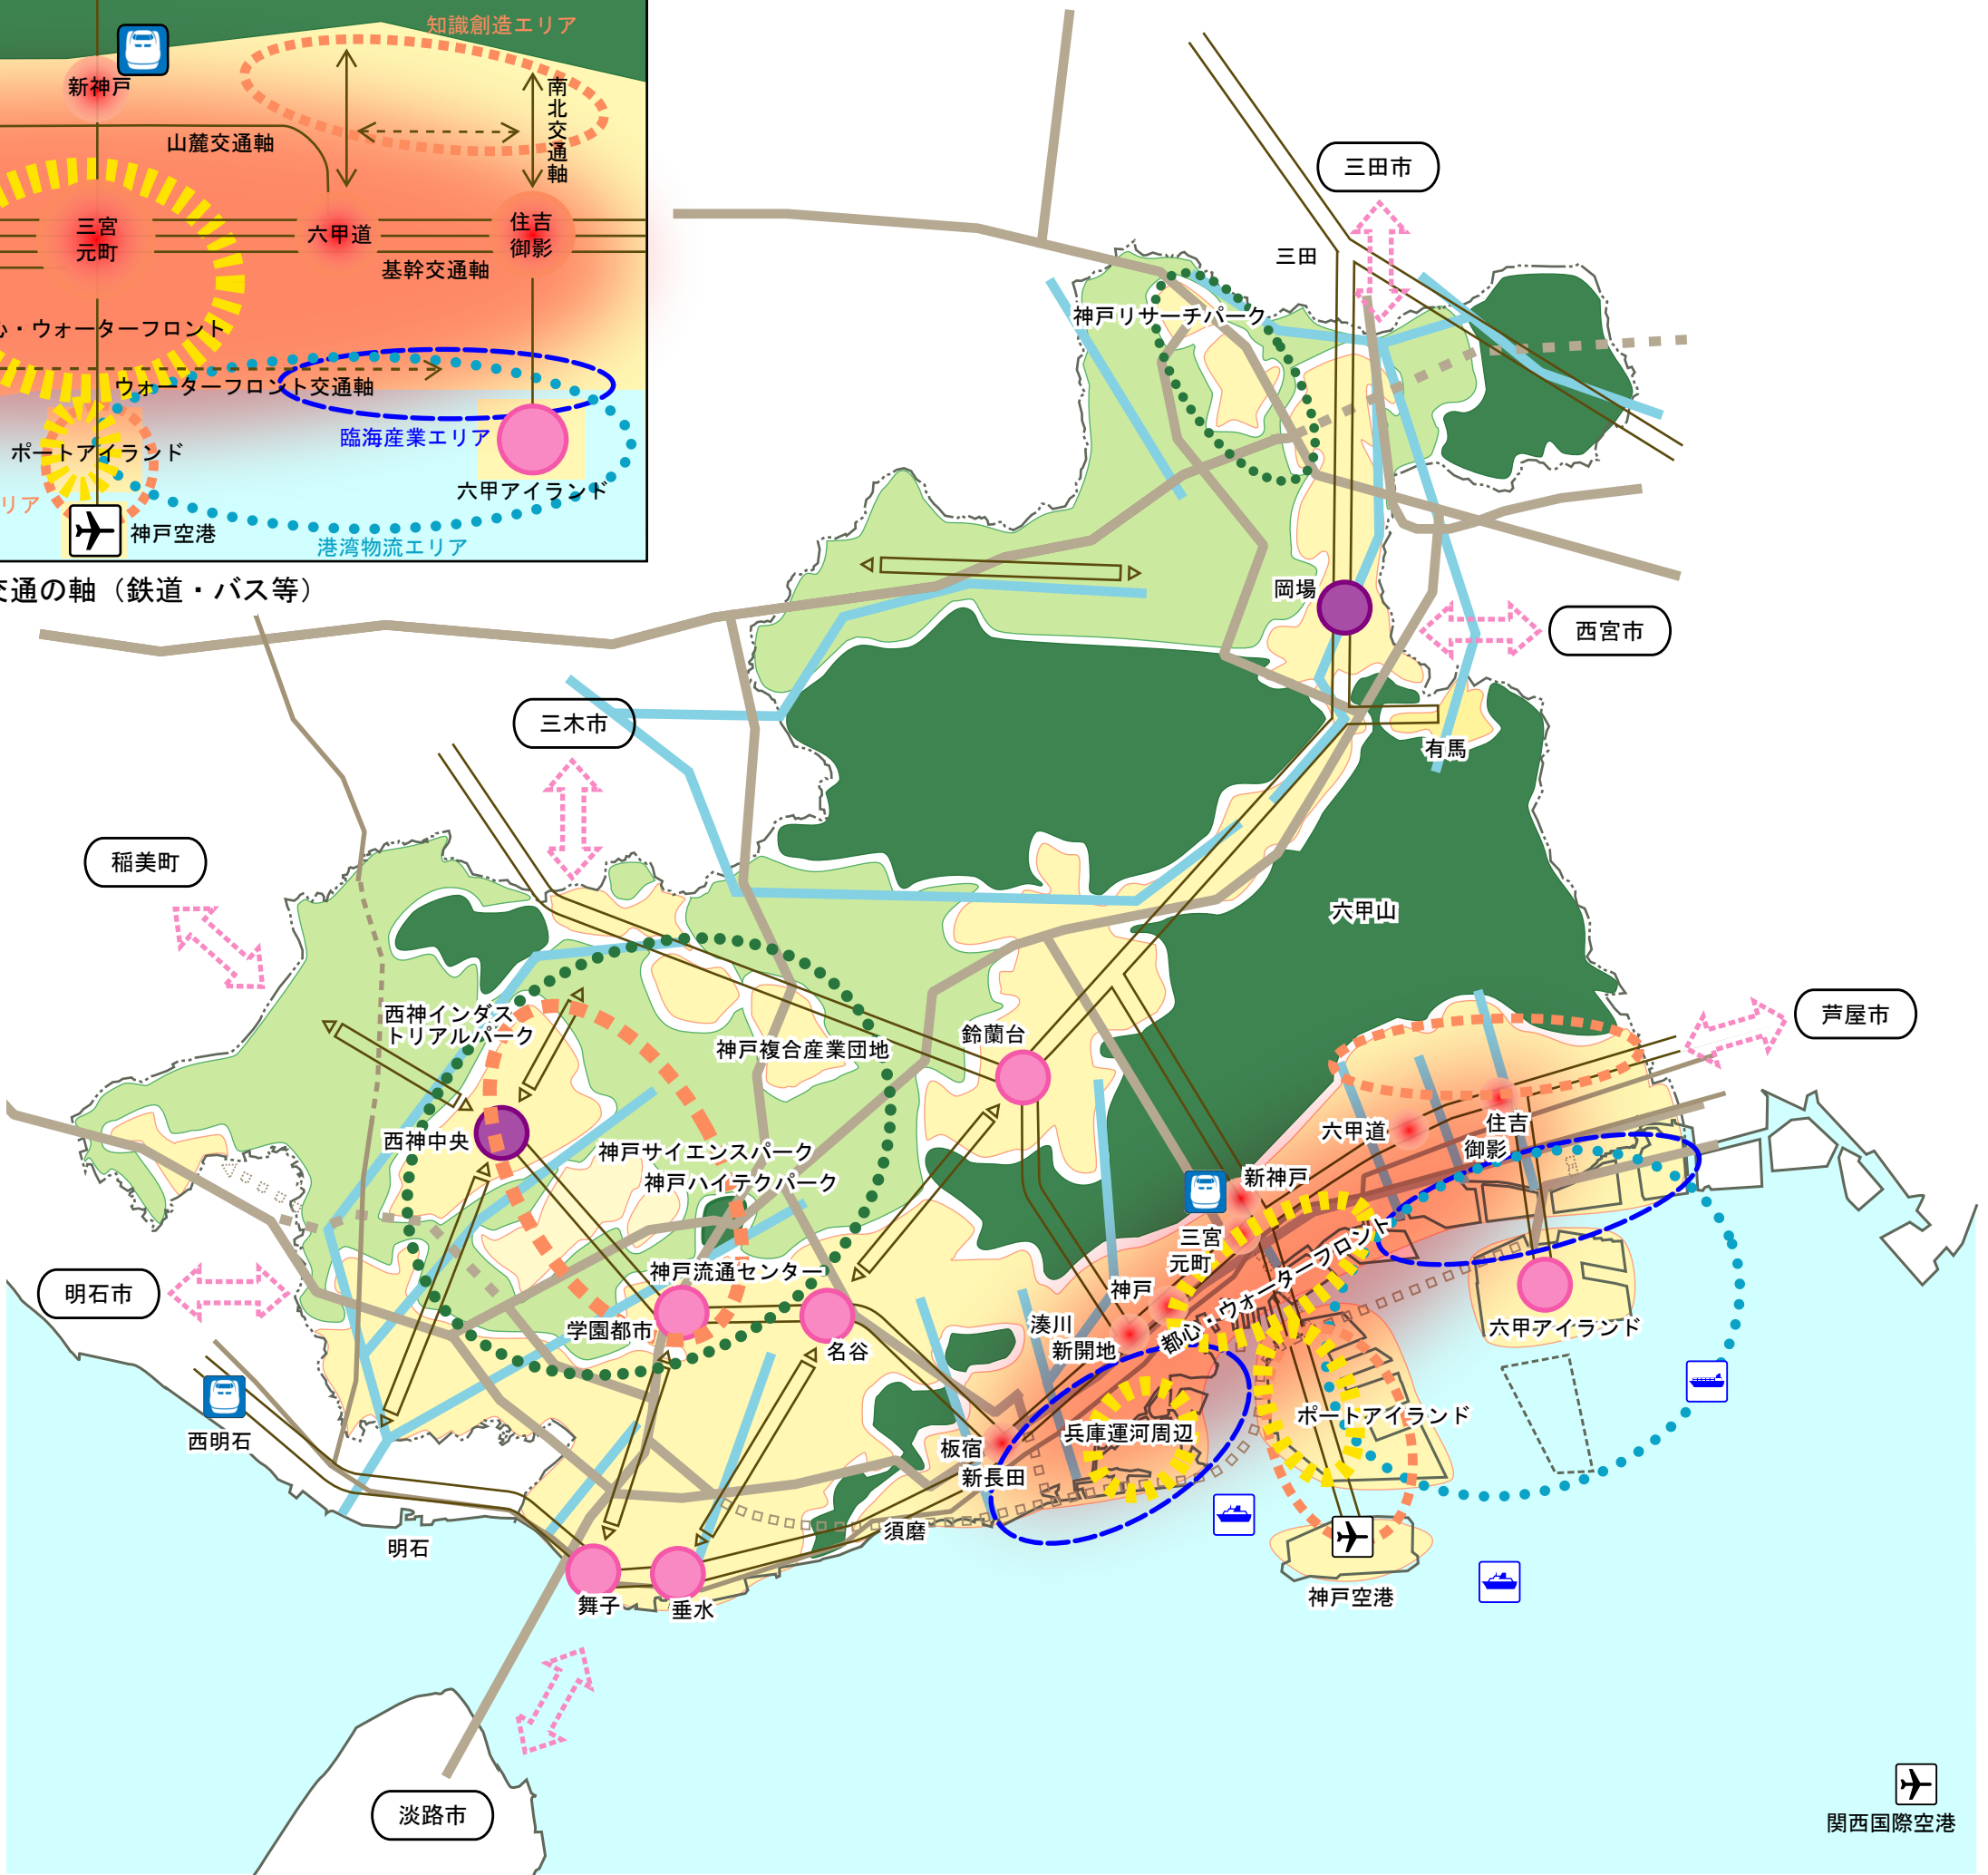 知識創造エリア
新神戸
南北交通軸
山麓交通軸
三宮
元町
六甲道
住吉
御影
基幹交通軸
心・ウォーターフロント
ウォーターフロント交通軸
臨海産業エリア
ポートアイランド
六甲アイランド
リア
神戸空港
港湾物流エリア
交通の軸（鉄道・バス等）
三田市
三田
神戸リサーチパーク
岡場
西宮市
三木市
有馬
稲美町
六甲山
西神インダス
トリアルパーク
神戸複合産業団地
鈴蘭台
芦屋市
西神中央
六甲道
住吉
御影
神戸サイエンスパーク
神戸ハイテクパーク
新神戸
三宮
元町
神戸流通センター
明石市
神戸
都心・ウォーターフロント
湊川
新開地
学園都市
名谷
六甲アイランド
西明石
板宿
兵庫運河周辺
ポートアイランド
新長田
須磨
明石
神戸空港
舞子
垂水
淡路市
関西国際空港